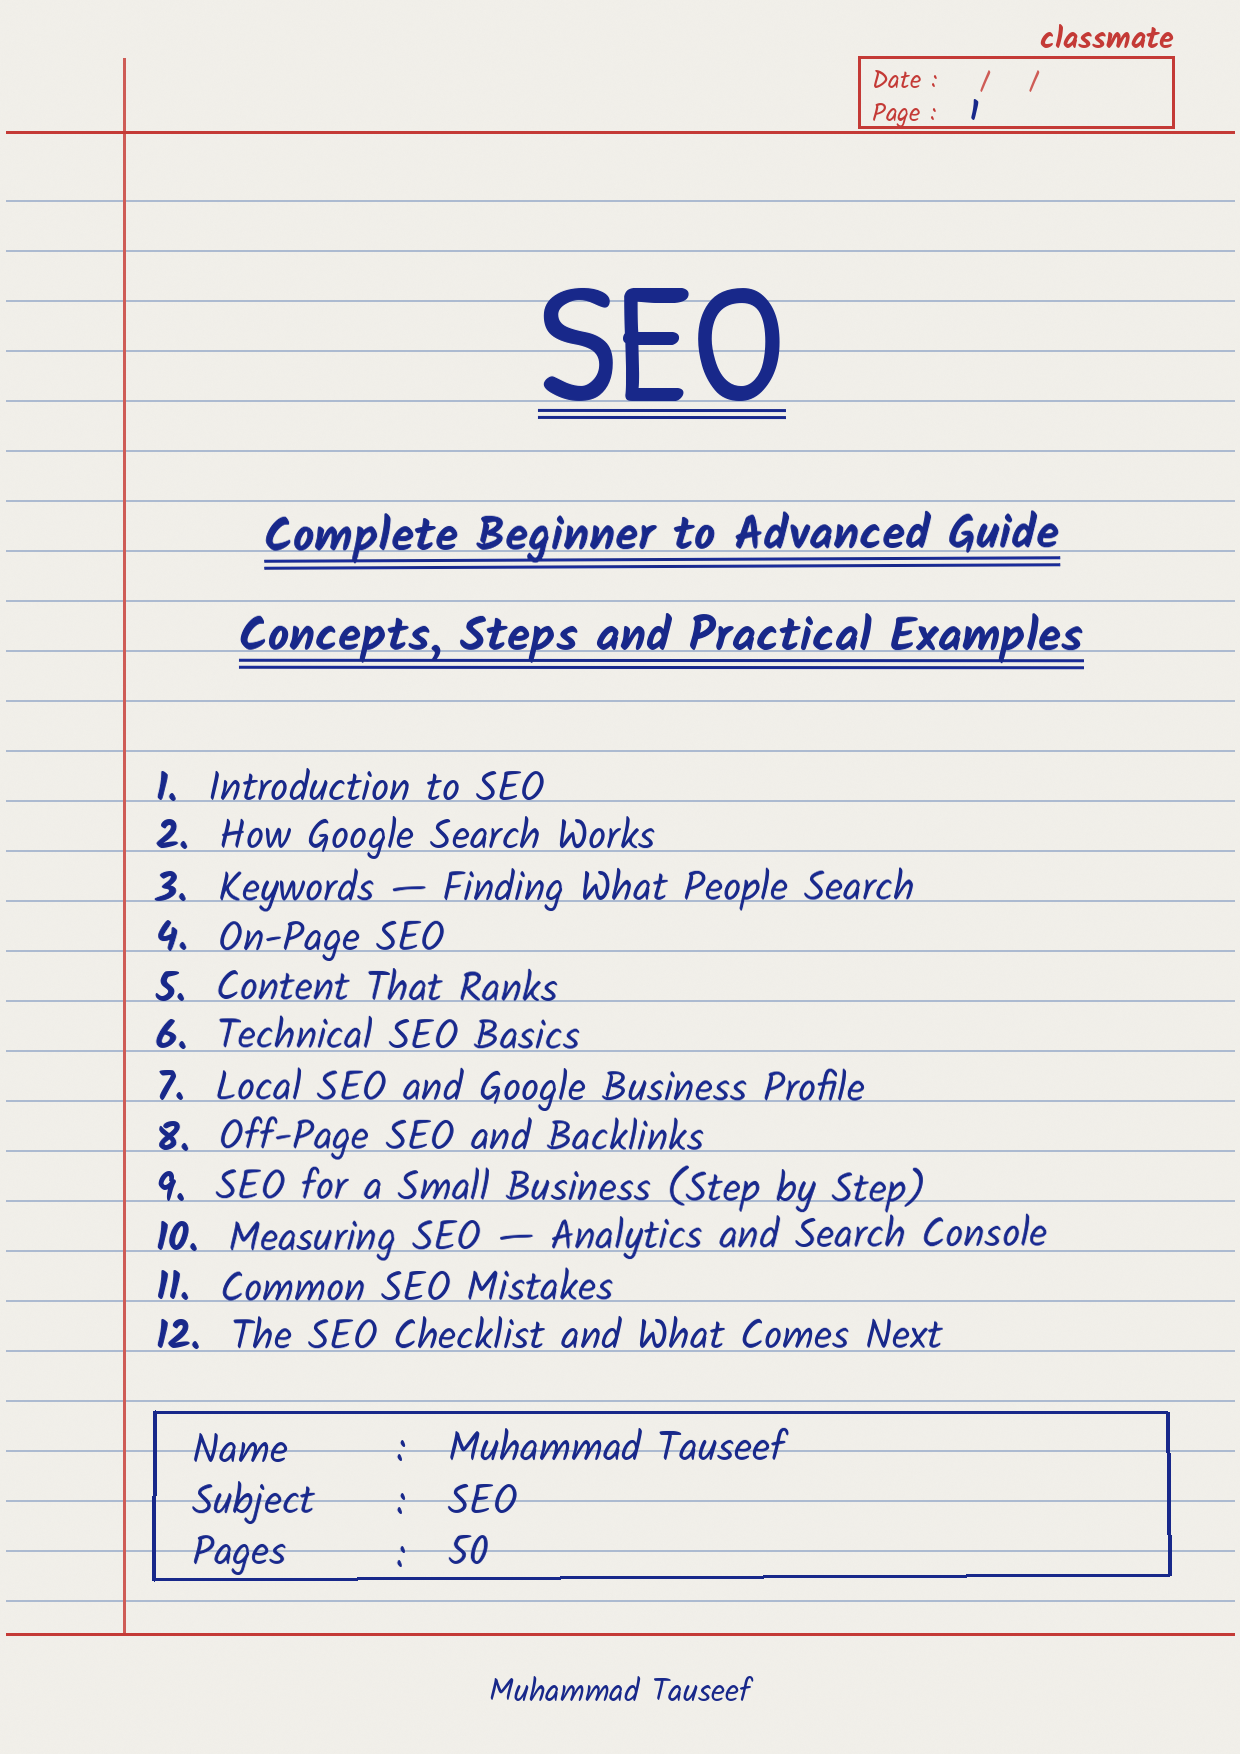 classmate
Date : / /
Page : 1
SEO
Complete Beginner to Advanced Guide
Concepts, Steps and Practical Examples
1. Introduction to SEO
2. How Google Search Works
3. Keywords — Finding What People Search
4. On-Page SEO
5. Content That Ranks
6. Technical SEO Basics
7. Local SEO and Google Business Profile
8. Off-Page SEO and Backlinks
9. SEO for a Small Business (Step by Step)
10. Measuring SEO — Analytics and Search Console
11. Common SEO Mistakes
12. The SEO Checklist and What Comes Next
Name : Muhammad Tauseef
Subject : SEO
Pages : 50
Muhammad Tauseef